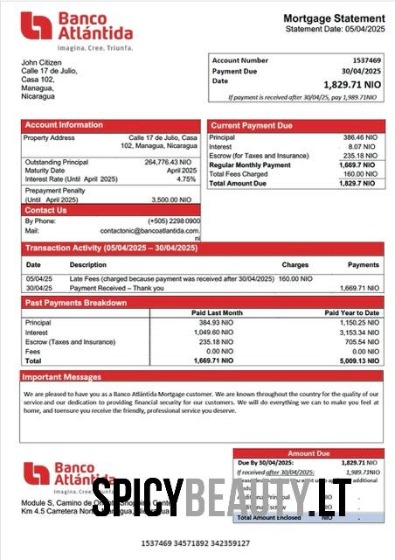 Banco
Atlántida
Imagina. Cree. Triunfa.
Mortgage Statement
Statement Date: 05/04/2025
John Citizen
Calle 17 de Julio,
Casa 102,
Managua,
Nicaragua
Account Number 1537469
Payment Due 30/04/2025
Date
1,829.71 NIO
If payment is received after 30/04/25, pay 1,989.71NIO
Account Information
Property Address Calle 17 de Julio, Casa
102, Managua, Nicaragua
Outstanding Principal 264,776.43 NIO
Maturity Date April 2025
Interest Rate (Until April 2025) 4.75%
Prepayment Penalty
(Until April 2025) 3,500.00 NIO
Contact Us
By Phone: (+505) 2298 0900
Mail: contactonic@bancoatlantida.com.
ni
Current Payment Due
Principal 386.46 NIO
Interest 8.07 NIO
Escrow (for Taxes and Insurance) 235.18 NIO
Regular Monthly Payment 1,669.7 NIO
Total Fees Charged 160.00 NIO
Total Amount Due 1,829.7 NIO
Transaction Activity (05/04/2025 – 30/04/2025)
Date Description Charges Payments
05/04/25 Late Fees (charged because payment was received after 30/04/2025) 160.00 NIO
30/04/25 Payment Received – Thank you 1,669.71 NIO
Past Payments Breakdown
Paid Last Month Paid Year to Date
Principal 384.93 NIO 1,150.25 NIO
Interest 1,049.60 NIO 3,153.34 NIO
Escrow (Taxes and Insurance) 235.18 NIO 705.54 NIO
Fees 0.00 NIO 0.00 NIO
Total 1,669.71 NIO 5,009.13 NIO
Important Messages
We are pleased to have you as a Banco Atlántida Mortgage customer. We are known throughout the country for the quality of our
service and our dedication to providing financial security for our customers. We will do everything we can to make you feel at
home, and toensure you receive the friendly, professional service you deserve.
Banco
Atlántida
Imagina. Cree. Triunfa.
Module S, Camino de
Km 4.5 Carretera
Amount Due
Due By 30/04/2025: 1,829.71 NIO
If received after 30/04/25: 1,989.71NIO
additional
Principal NIO
NIO
Total Amount Enclosed NIO
SPICYBEAUTY.LT
1537469 34571892 342359127